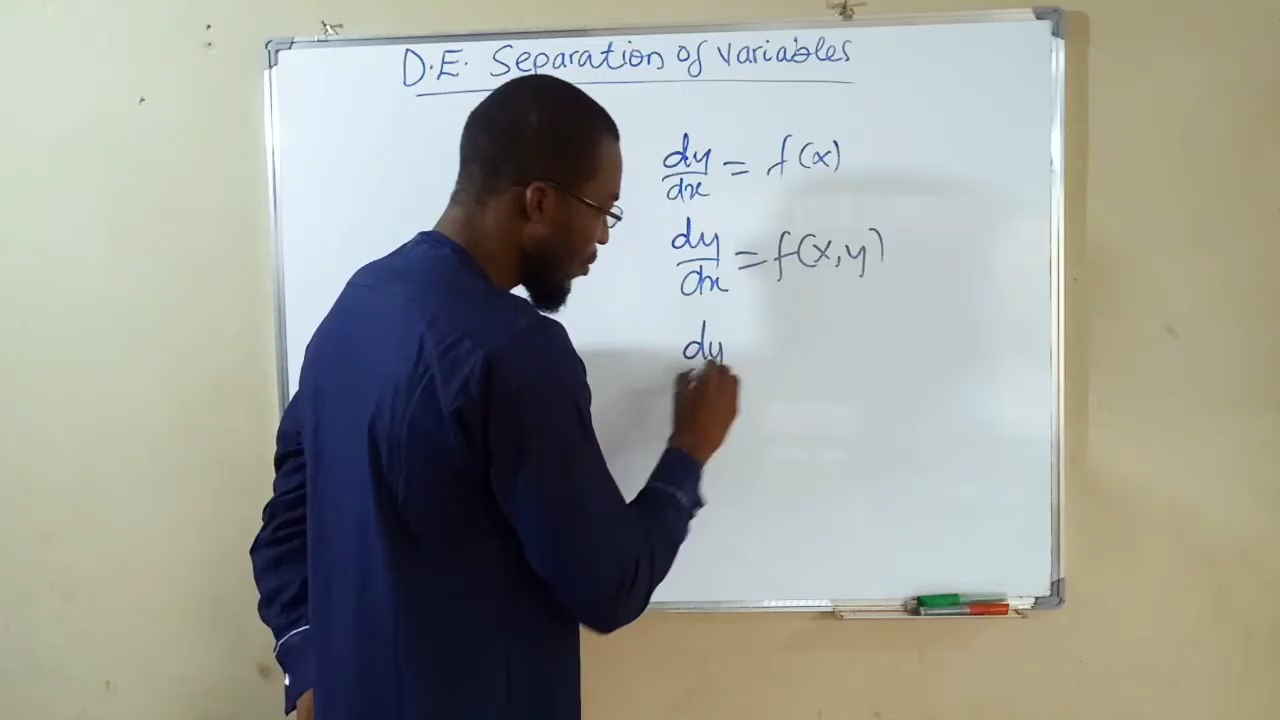 D.E. Separation of variables
dy/dx = f(x)
dy/dx = f(x,y)
dy